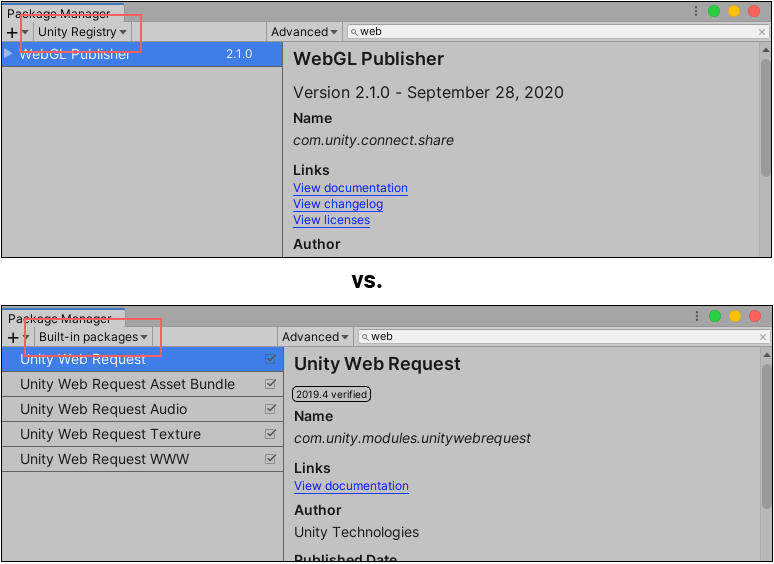 Package Manager
+ Unity Registry Advanced web
WebGL Publisher 2.1.0
WebGL Publisher
Version 2.1.0 - September 28, 2020
Name
com.unity.connect.share
Links
View documentation
View changelog
View licenses
Author
vs.
Package Manager
+ Built-in packages Advanced web
Unity Web Request
Unity Web Request Asset Bundle
Unity Web Request Audio
Unity Web Request Texture
Unity Web Request WWW
Unity Web Request
2019.4 verified
Name
com.unity.modules.unitywebrequest
Links
View documentation
Author
Unity Technologies
Published Date